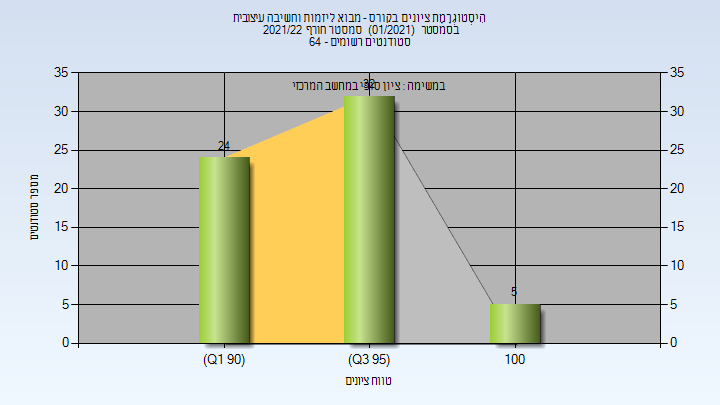 היסטוגרמת ציונים בקורס - מבוא ליזמות וחשיבה עיצובית
בסמסטר (01/2021) סמסטר חורף 2021/22
סטודנטים רשומים - 64
במשימה : ציון סופי במחשב המרכזי
35
30
25
20
15
10
5
0
35
30
25
20
15
10
5
0
24
32
5
(Q1 90)
(Q3 95)
100
מספר סטודנטים
טווח ציונים